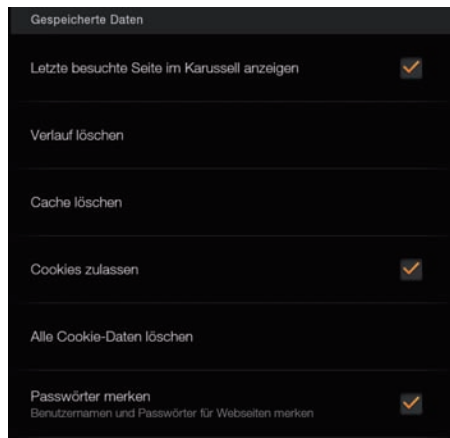 Gespeicherte Daten
Letzte besuchte Seite im Karussell anzeigen
Verlauf löschen
Cache löschen
Cookies zulassen
Alle Cookie-Daten löschen
Passwörter merken
Benutzernamen und Passwörter für Webseiten merken